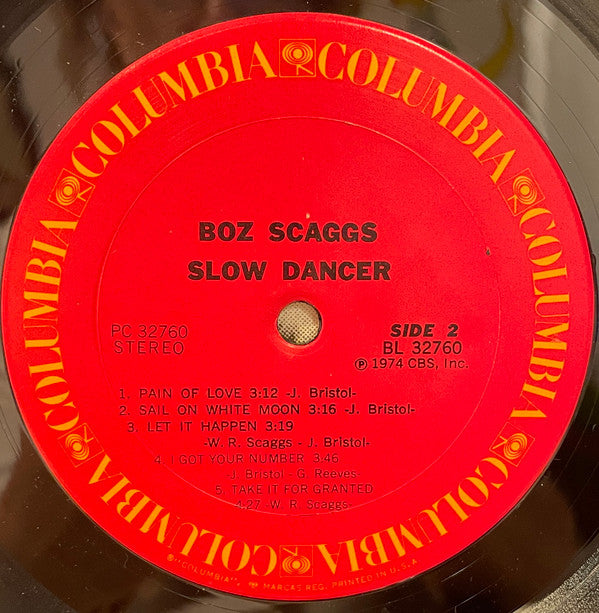 COLUMBIA COLUMBIA COLUMBIA COLUMBIA COLUMBIA COLUMBIA
BOZ SCAGGS
SLOW DANCER
PC 32760
STEREO
SIDE 2
BL 32760
Ⓟ 1974 CBS, Inc.
1. PAIN OF LOVE 3:12 -J. Bristol-
2. SAIL ON WHITE MOON 3:16 -J. Bristol-
3. LET IT HAPPEN 3:19
-W. R. Scaggs - J. Bristol-
4. I GOT YOUR NUMBER 3:46
J. Bristol - G. Reeves-
5. TAKE IT FOR GRANTED
4:27 -W. R. Scaggs-
®"COLUMBIA", MARCAS REG. PRINTED IN U.S.A.